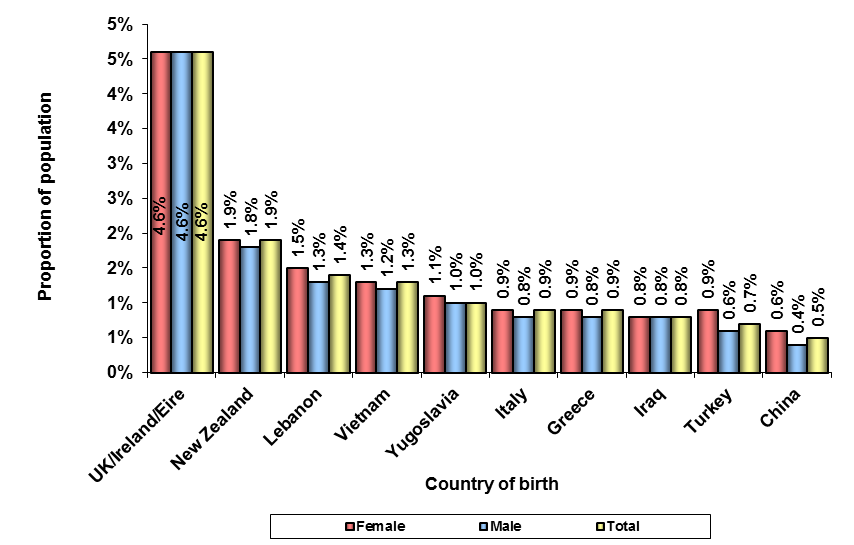 5%
5%
4%
4%
3%
3%
2%
2%
1%
1%
0%
Proportion of population
4.6% 4.6% 4.6%
1.9% 1.8% 1.9%
1.5% 1.3% 1.4%
1.3% 1.2% 1.3%
1.1% 1.0% 1.0%
0.9% 0.8% 0.9%
0.9% 0.8% 0.9%
0.8% 0.8% 0.8%
0.9% 0.6% 0.7%
0.6% 0.4% 0.5%
UK/Ireland/Eire
New Zealand
Lebanon
Vietnam
Yugoslavia
Italy
Greece
Iraq
Turkey
China
Country of birth
Female Male Total